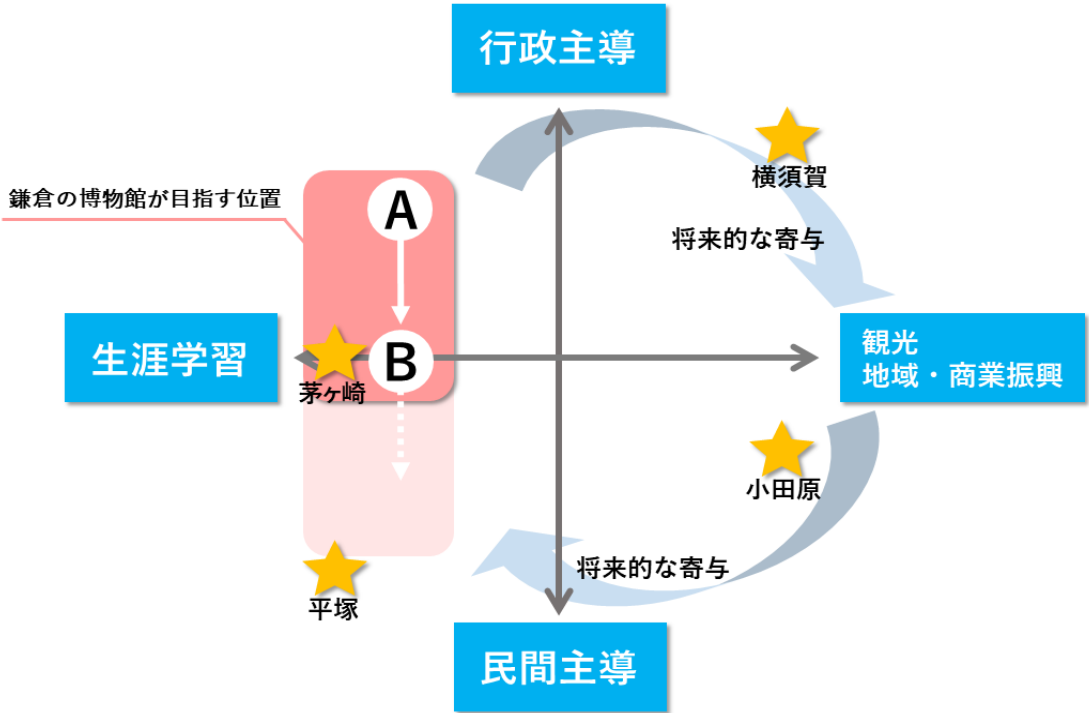 行政主導
横須賀
鎌倉の博物館が目指す位置
A
将来的な寄与
生涯学習
B
茅ヶ崎
観光
地域・商業振興
小田原
将来的な寄与
平塚
民間主導